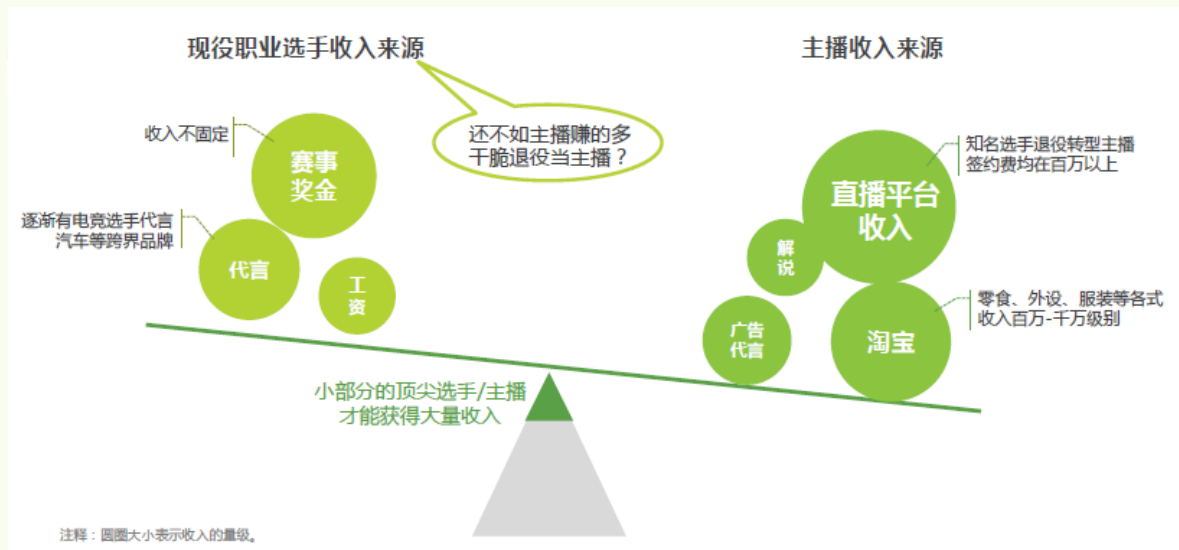 现役职业选手收入来源
主播收入来源
还不如主播赚的多
干脆退役当主播？
收入不固定
赛事
奖金
逐渐有电竞选手代言
汽车等跨界品牌
代言
工
资
知名选手退役转型主播
签约费均在百万以上
直播平台
收入
解
说
零食、外设、服装等各式
收入百万-千万级别
广告
代言
淘宝
小部分的顶尖选手/主播
才能获得大量收入
注释：圆圈大小表示收入的量级。